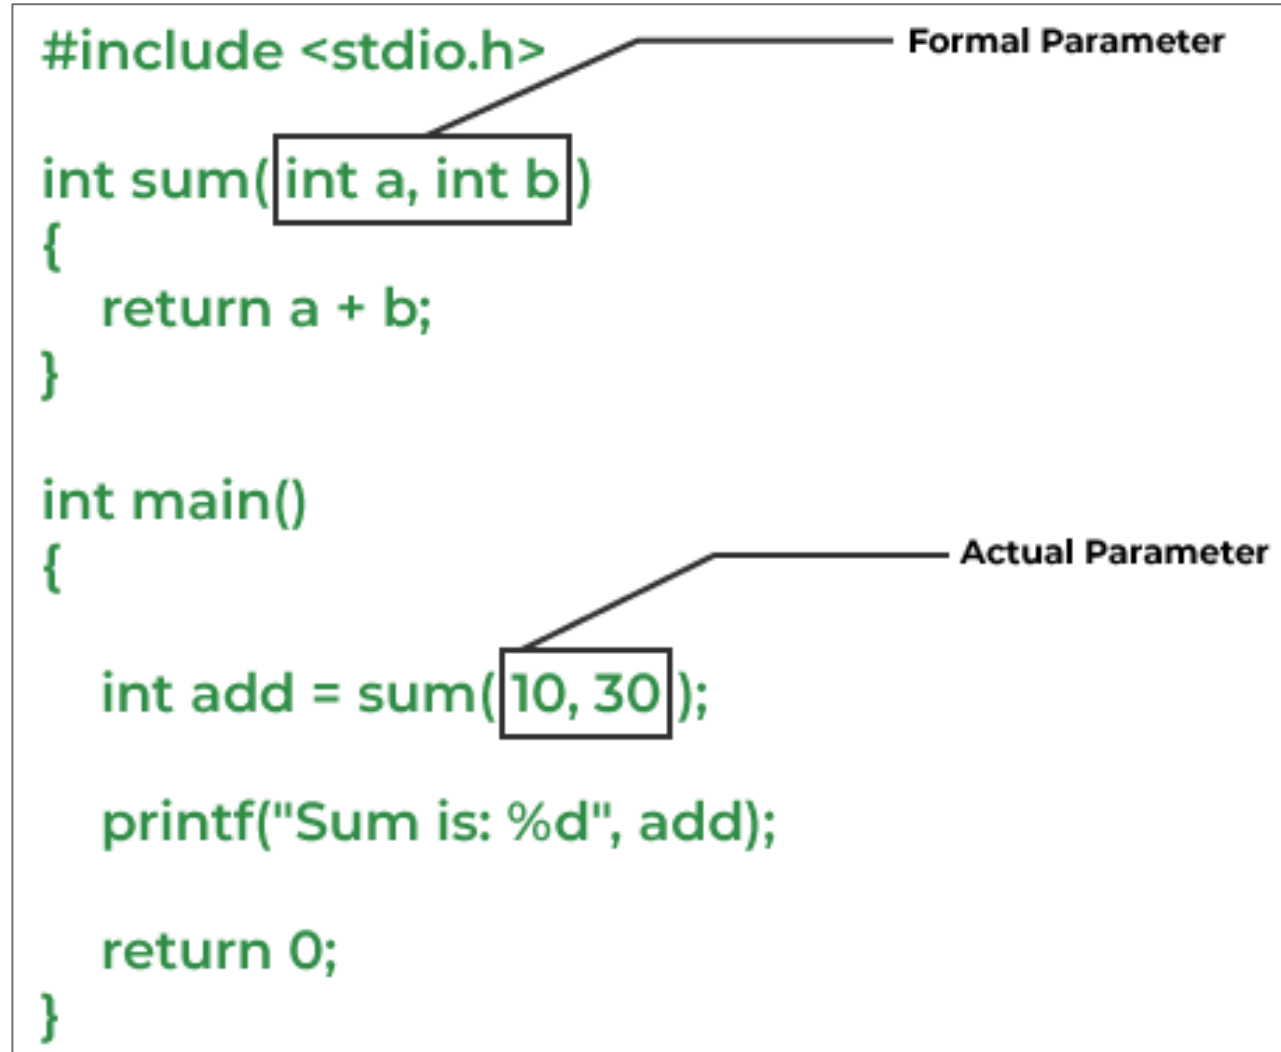 #include <stdio.h>
Formal Parameter
int sum( int a, int b )
{
return a + b;
}
int main()
{
Actual Parameter
int add = sum( 10, 30 );
printf("Sum is: %d", add);
return 0;
}